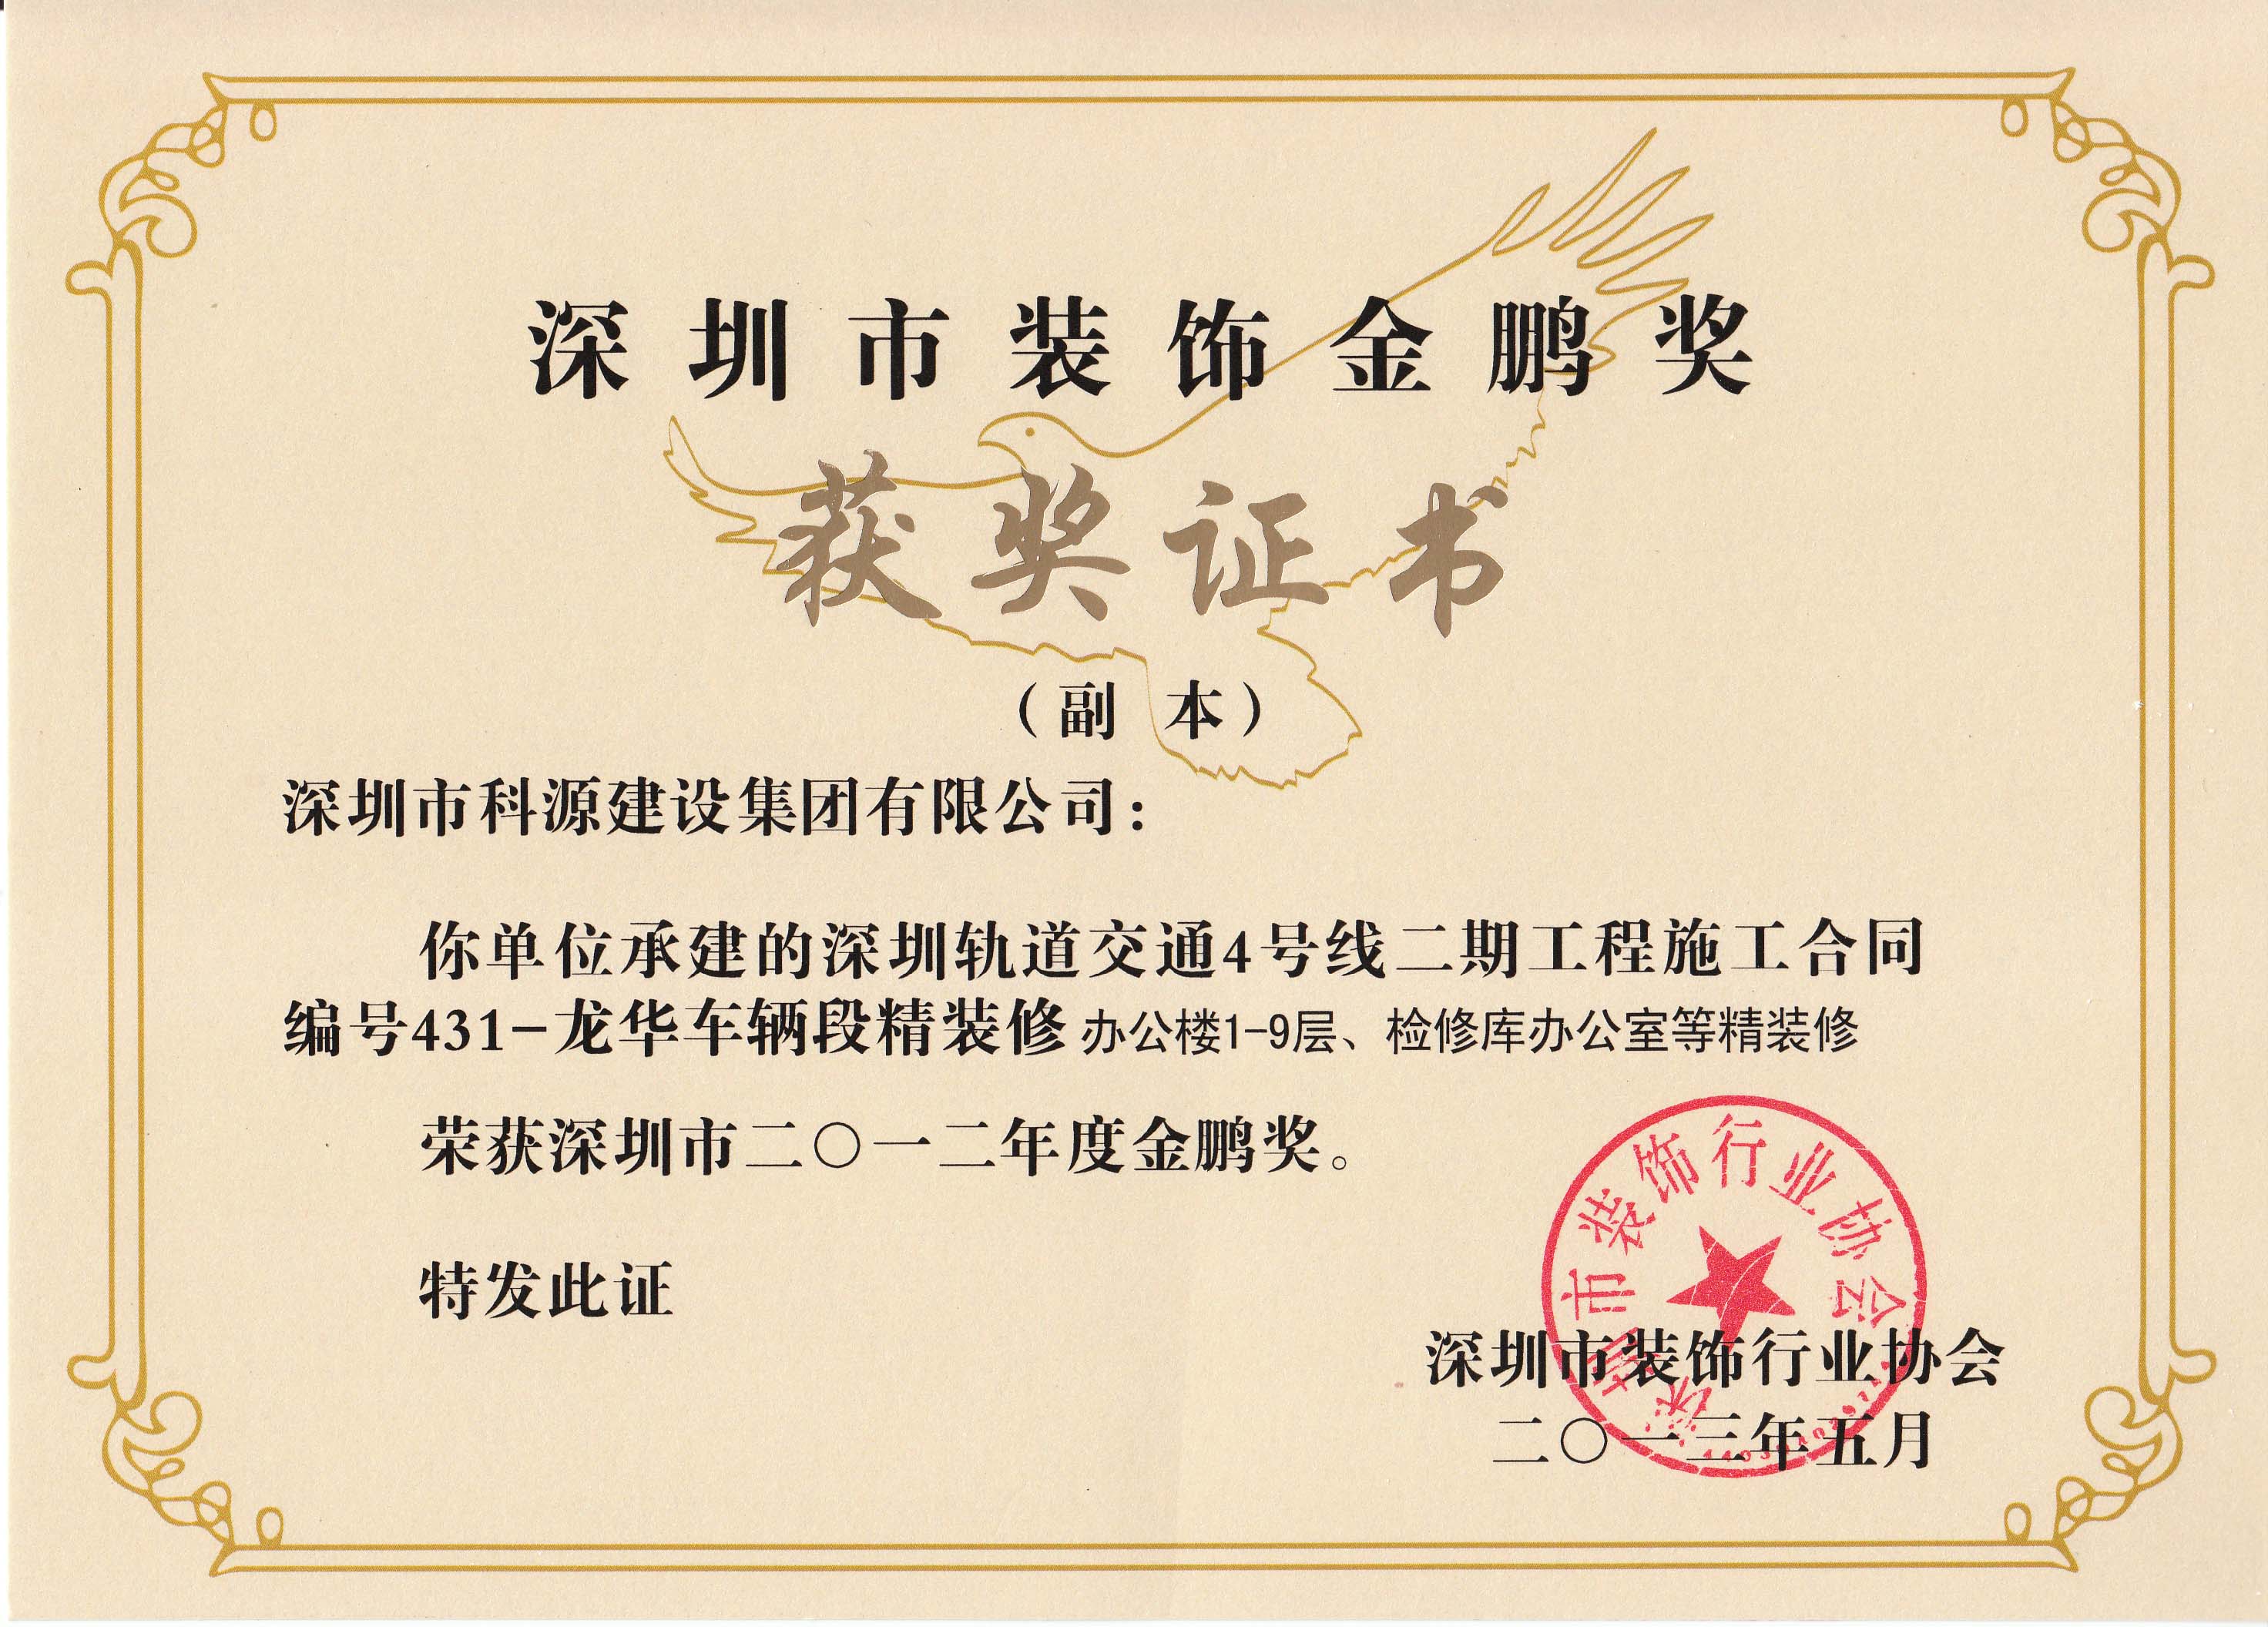 深圳市装饰金鹏奖
获奖证书
（副 本）
深圳市科源建设集团有限公司：
你单位承建的深圳轨道交通4号线二期工程施工合同
编号431-龙华车辆段精装修 办公楼1-9层、检修库办公室等精装修
荣获深圳市二〇一二年度金鹏奖。
特发此证
深圳市装饰行业协会
深圳市装饰行业协会
二〇一三年五月